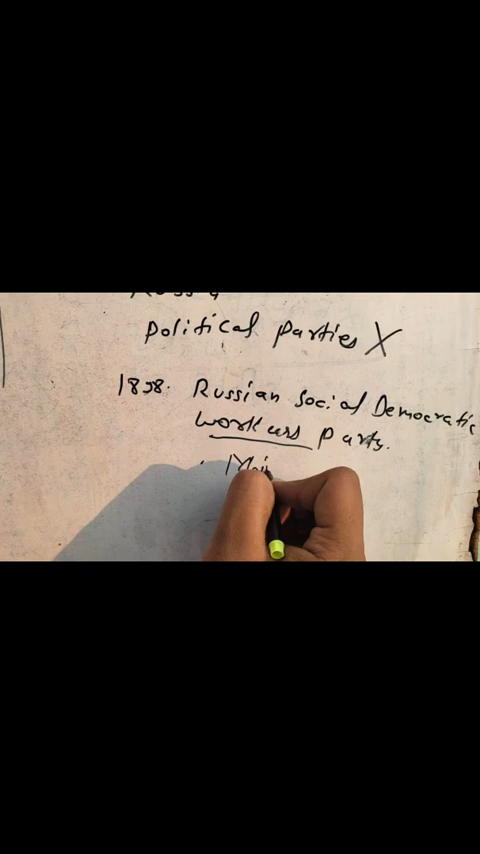 Political Parties X
1898. Russian Social Democratic
workers Party.